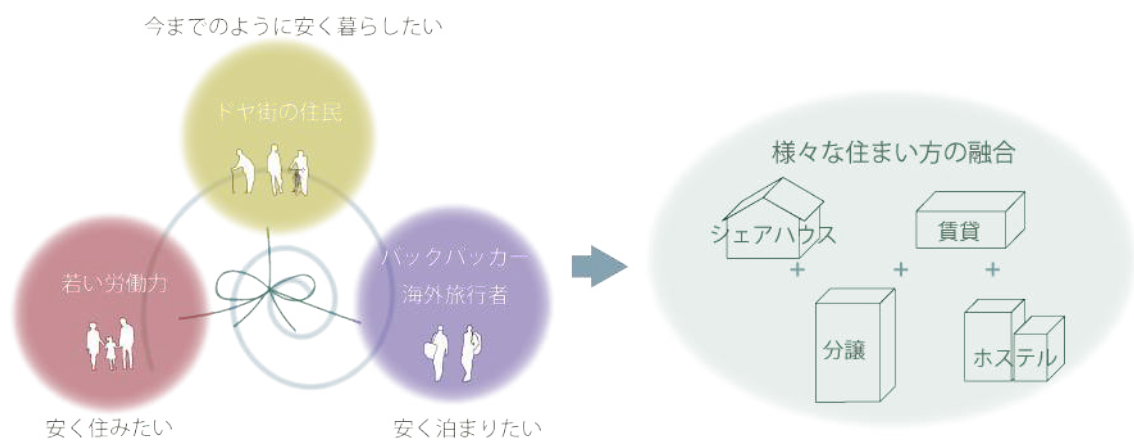 今までのように安く暮らしたい
ドヤ街の住民
若い労働力
バックパッカー
海外旅行者
安く住みたい
安く泊まりたい
様々な住まい方の融合
シェアハウス
賃貸
+
+
+
分譲
ホステル